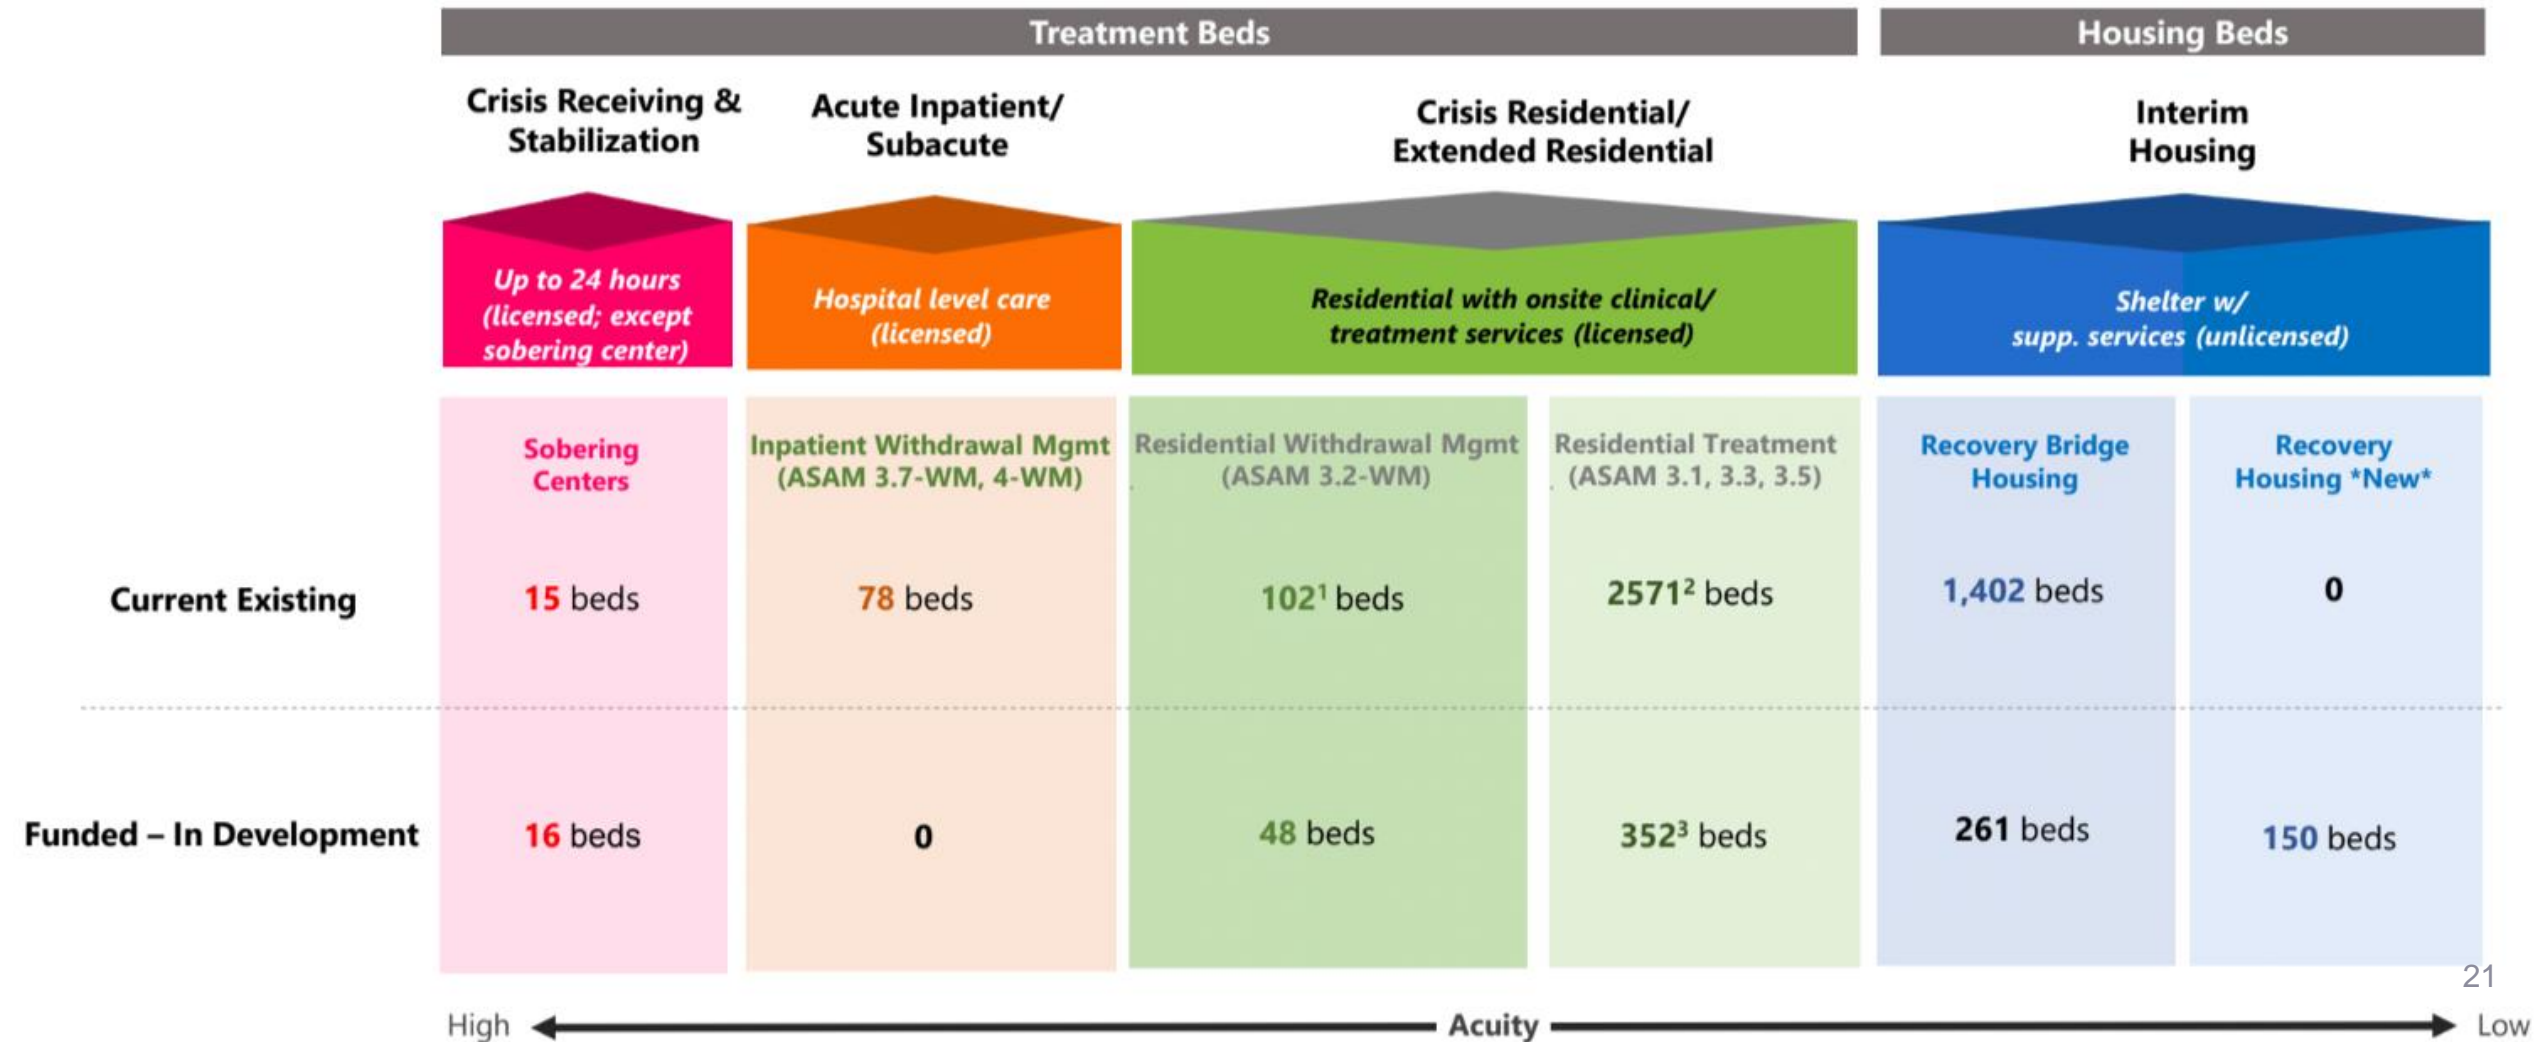 Treatment Beds
Housing Beds
Crisis Receiving &
Stabilization
Acute Inpatient/
Subacute
Crisis Residential/
Extended Residential
Interim
Housing
Up to 24 hours
(licensed; except
sobering center)
Hospital level care
(licensed)
Residential with onsite clinical/
treatment services (licensed)
Shelter w/
supp. services (unlicensed)
Sobering
Centers
Inpatient Withdrawal Mgmt
(ASAM 3.7-WM, 4-WM)
Residential Withdrawal Mgmt
(ASAM 3.2-WM)
Residential Treatment
(ASAM 3.1, 3.3, 3.5)
Recovery Bridge
Housing
Recovery
Housing *New*
Current Existing
15 beds
78 beds
102¹ beds
2571² beds
1,402 beds
0
Funded – In Development
16 beds
0
48 beds
352³ beds
261 beds
150 beds
21
High
Acuity
Low